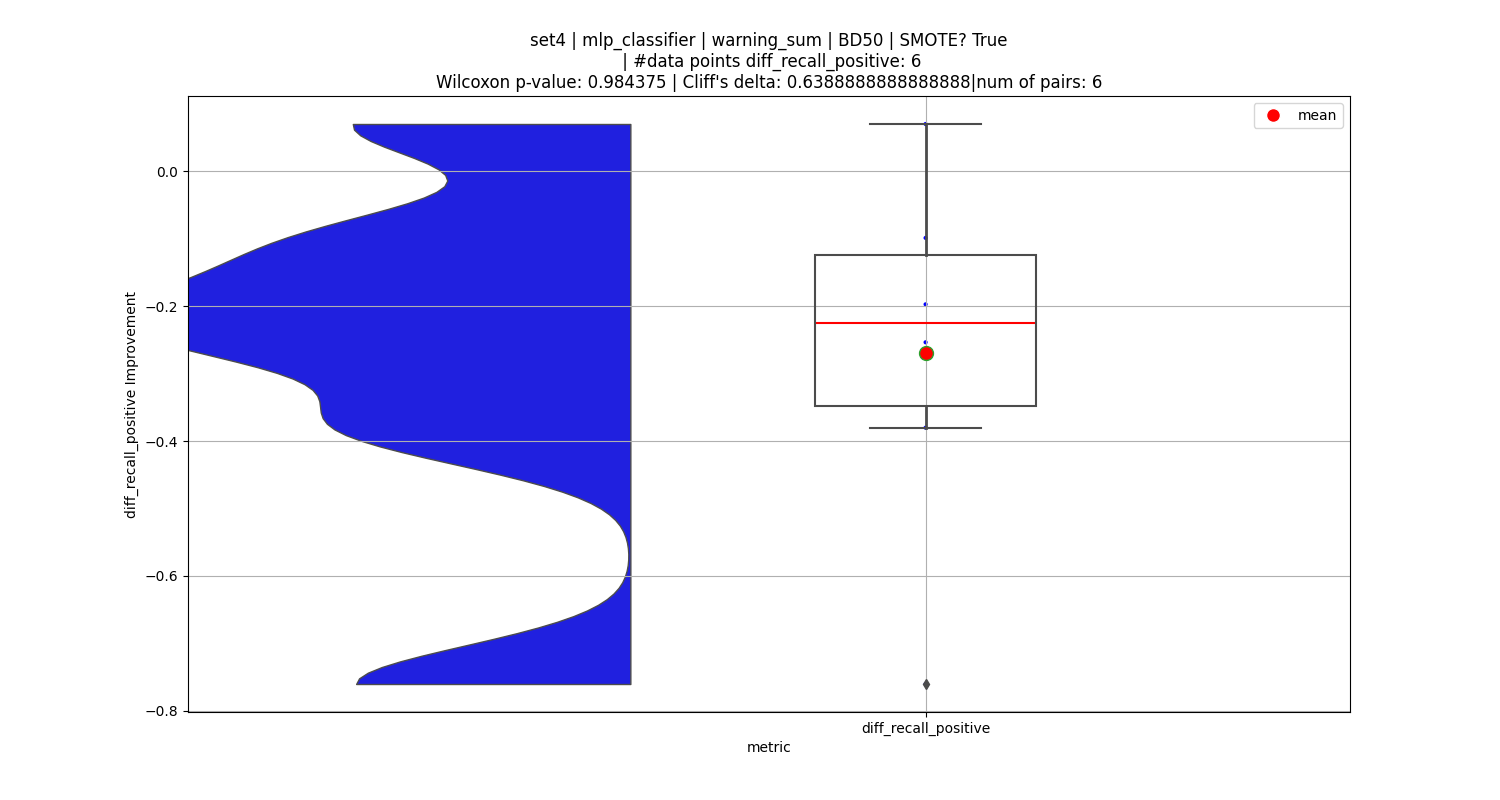 set4 | mlp_classifier | warning_sum | BD50 | SMOTE? True
| #data points diff_recall_positive: 6
Wilcoxon p-value: 0.984375 | Cliff's delta: 0.6388888888888888|num of pairs: 6
mean
0.0
−0.2
−0.4
−0.6
−0.8
diff_recall_positive Improvement
diff_recall_positive
metric